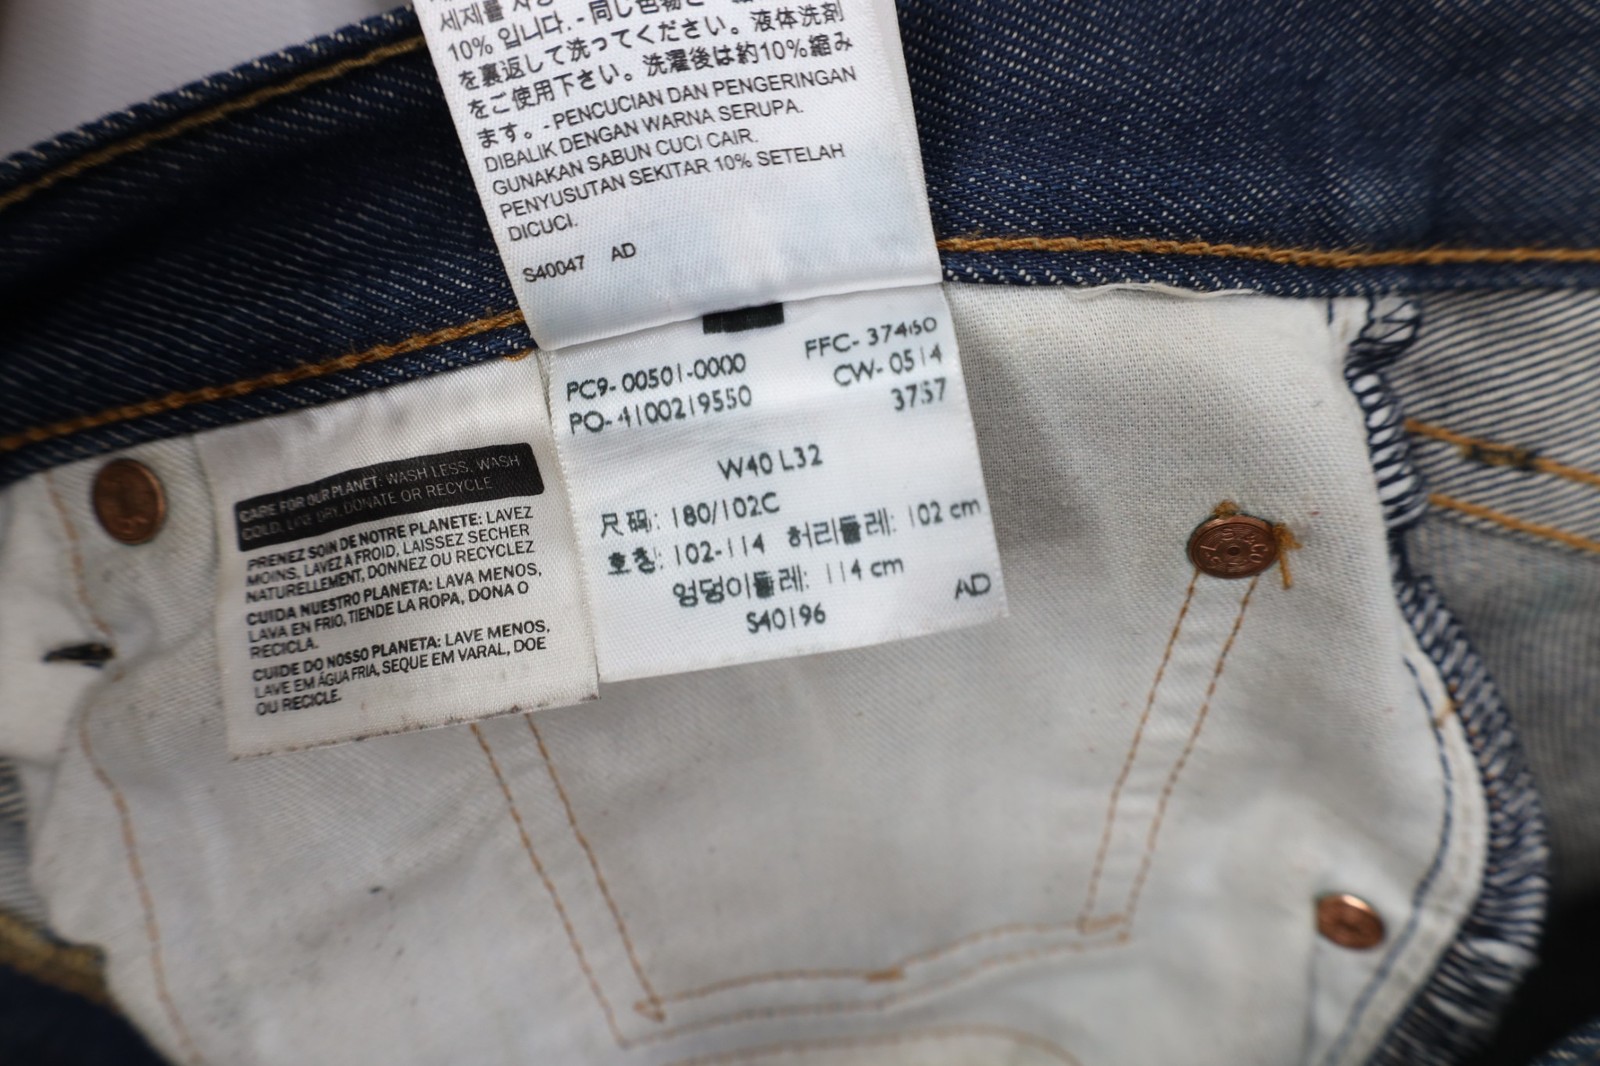 세제를
10% 입니다. - 同じ色物と
を裏返して洗ってください。液体洗剤
をご使用下さい。洗濯後は約10%縮み
ます。 - PENCUCIAN DAN PENGERINGAN
DIBALIK DENGAN WARNA SERUPA.
GUNAKAN SABUN CUCI CAIR.
PENYUSUTAN SEKITAR 10% SETELAH
DICUCI.
S40047 AD
PC9-00501-0000 FFC-37450
PO-4100219550 CW-0514
3757
W40 L32
尺码: 180/102C
호칭: 102-114 허리둘레: 102 cm
엉덩이둘레: 114 cm
S40196 AD
CARE FOR OUR PLANET: WASH LESS, WASH
COLD, LINE DRY, DONATE OR RECYCLE
PRENEZ SOIN DE NOTRE PLANETE: LAVEZ
MOINS, LAVEZ A FROID, LAISSEZ SECHER
NATURELLEMENT, DONNEZ OU RECYCLEZ
CUIDA NUESTRO PLANETA: LAVA MENOS,
LAVA EN FRIO, TIENDE LA ROPA, DONA O
RECICLA.
CUIDE DO NOSSO PLANETA: LAVE MENOS,
LAVE EM ÁGUA FRIA, SEQUE EM VARAL, DOE
OU RECICLE.